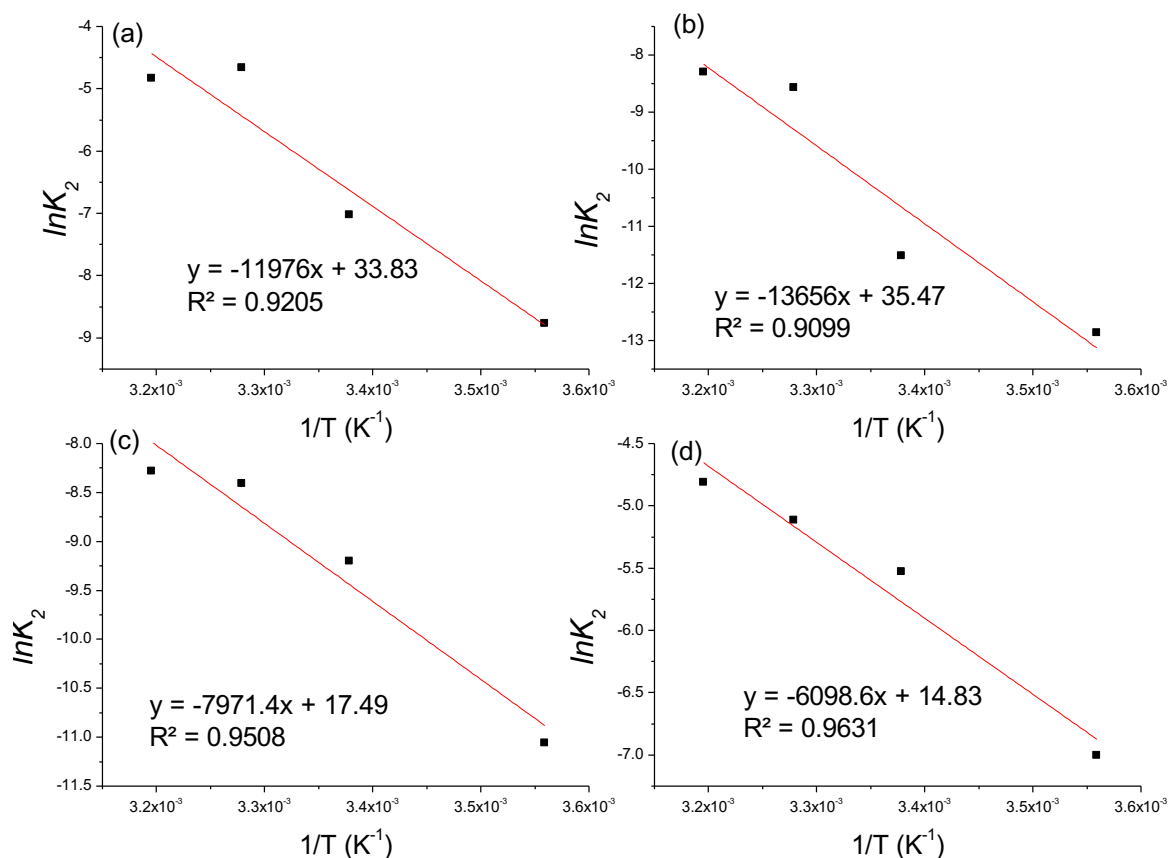 (a)
-4
-5
-6
-7
-8
-9
lnK₂
y = -11976x + 33.83
R² = 0.9205
3.2x10⁻³ 3.3x10⁻³ 3.4x10⁻³ 3.5x10⁻³ 3.6x10⁻³
1/T (K⁻¹)
(b)
-8
-9
-10
-11
-12
-13
lnK₂
y = -13656x + 35.47
R² = 0.9099
3.2x10⁻³ 3.3x10⁻³ 3.4x10⁻³ 3.5x10⁻³ 3.6x10⁻³
1/T (K⁻¹)
(c)
-8.0
-8.5
-9.0
-9.5
-10.0
-10.5
-11.0
-11.5
lnK₂
y = -7971.4x + 17.49
R² = 0.9508
3.2x10⁻³ 3.3x10⁻³ 3.4x10⁻³ 3.5x10⁻³ 3.6x10⁻³
1/T (K⁻¹)
(d)
-4.5
-5.0
-5.5
-6.0
-6.5
-7.0
lnK₂
y = -6098.6x + 14.83
R² = 0.9631
3.2x10⁻³ 3.3x10⁻³ 3.4x10⁻³ 3.5x10⁻³ 3.6x10⁻³
1/T (K⁻¹)